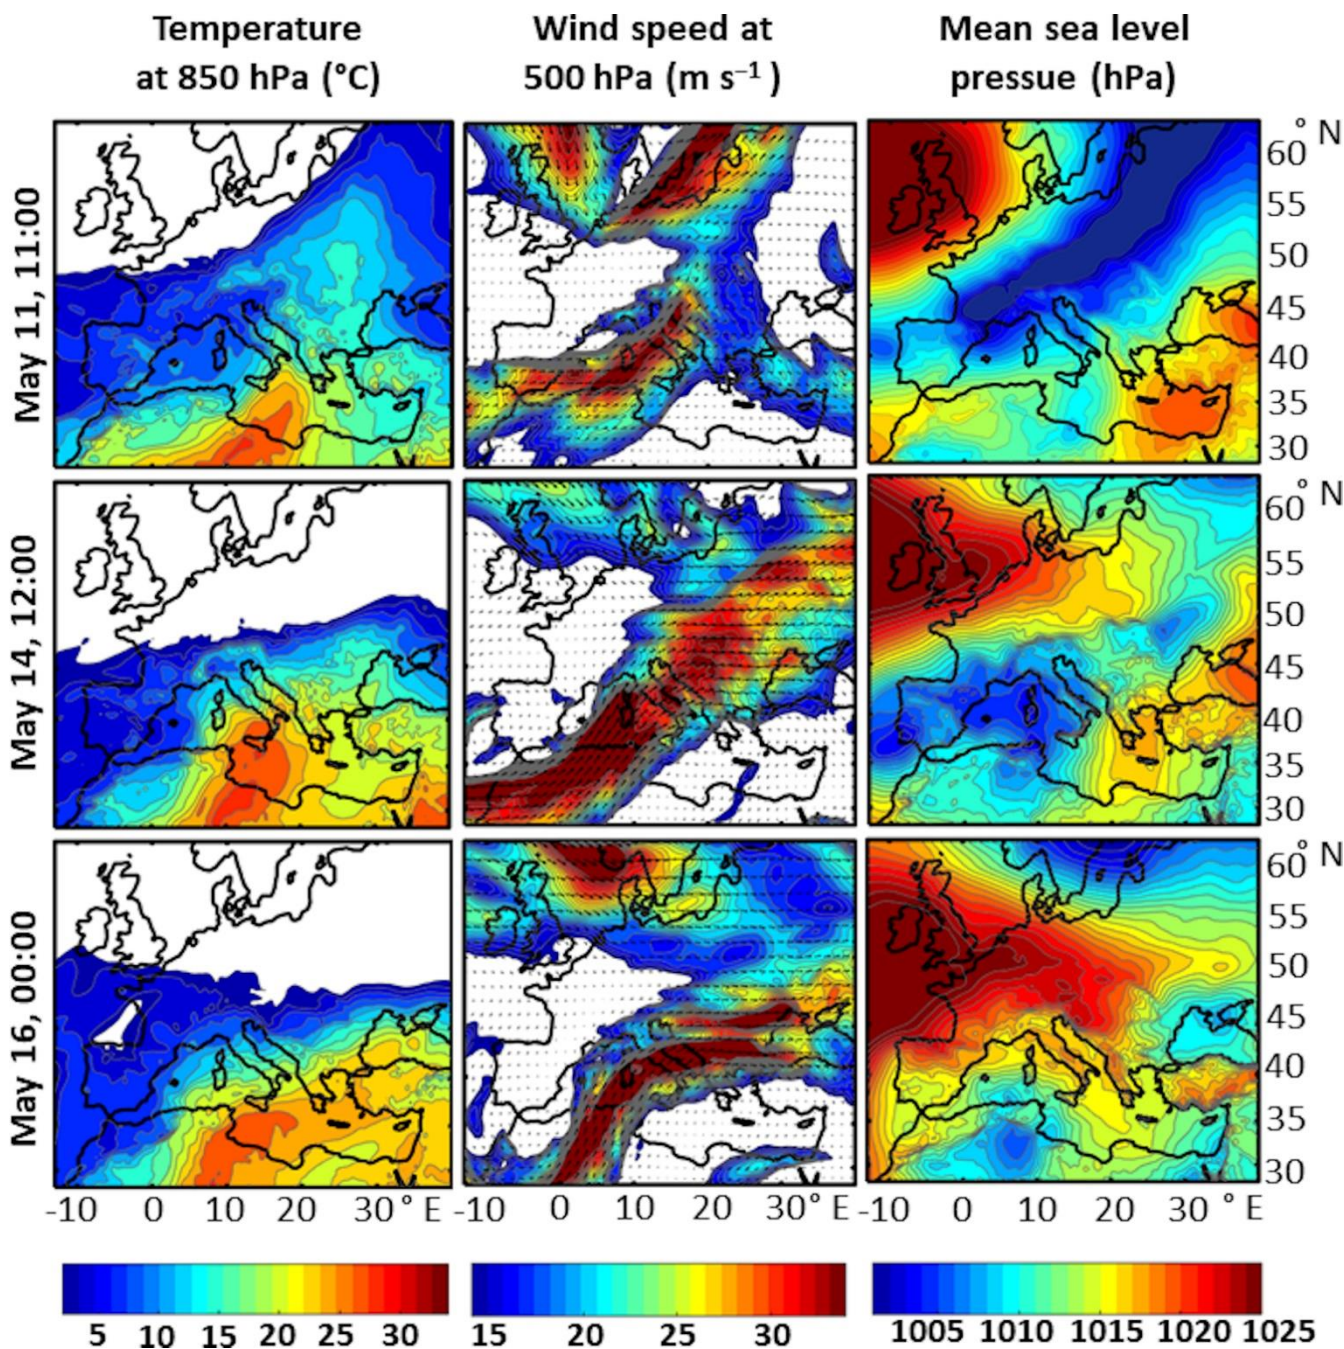 Temperature
at 850 hPa (°C)
Wind speed at
500 hPa (m s⁻¹ )
Mean sea level
pressue (hPa)
May 11, 11:00
° N
60
55
50
45
40
35
30
May 14, 12:00
° N
60
55
50
45
40
35
30
May 16, 00:00
° N
60
55
50
45
40
35
30
-10 0 10 20 30 ° E
-10 0 10 20 30 ° E
-10 0 10 20 30 ° E
5 10 15 20 25 30
15 20 25 30
1005 1010 1015 1020 1025